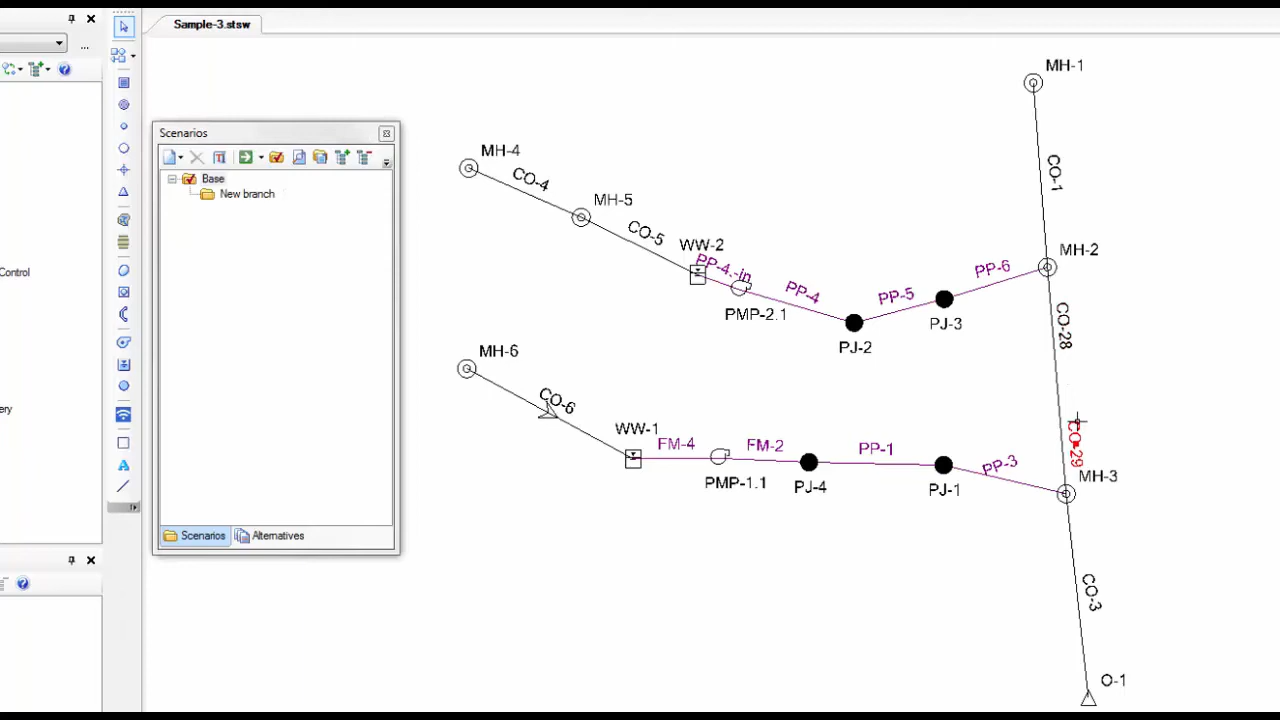 Sample-3.stsw
...
Scenarios
Base
New branch
Scenarios
Alternatives
Control
ery
MH-1
CO-1
MH-4
CO-4
MH-5
CO-5
WW-2
PP-4.-in
PMP-2.1
PP-4
PJ-2
PP-5
PJ-3
PP-6
MH-2
CO-28
MH-6
CO-6
WW-1
FM-4
PMP-1.1
FM-2
PJ-4
PP-1
PJ-1
PP-3
CO-29
MH-3
CO-3
O-1